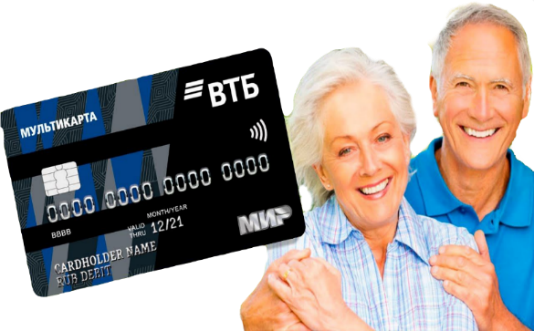 ВТБ
МУЛЬТИКАРТА
0000 0000 0000 0000
BBBB
MONTH/YEAR
VALID THRU 12/21
МИР
CARDHOLDER NAME
RUB DEBIT